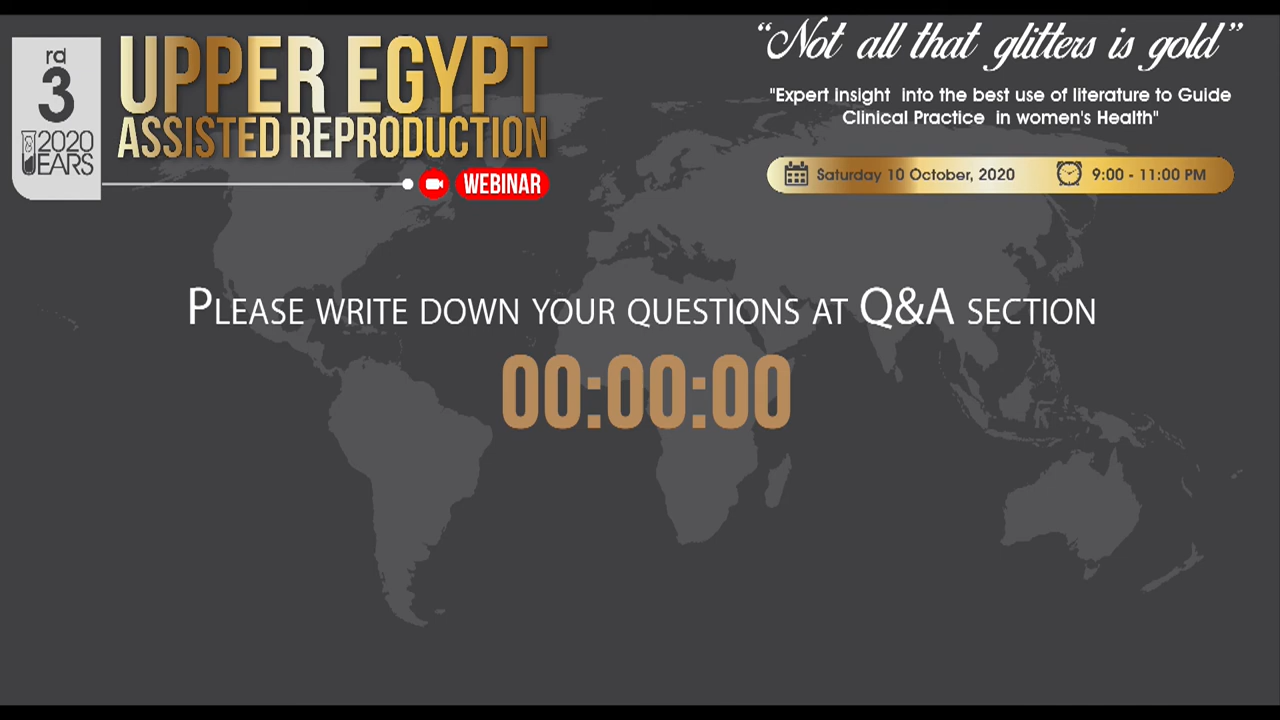 rd
3
2020
EARS
UPPER EGYPT
ASSISTED REPRODUCTION
WEBINAR
“Not all that glitters is gold”
"Expert insight into the best use of literature to Guide
Clinical Practice in women's Health"
Saturday 10 October, 2020 9:00 - 11:00 PM
PLEASE WRITE DOWN YOUR QUESTIONS AT Q&A SECTION
00:00:00